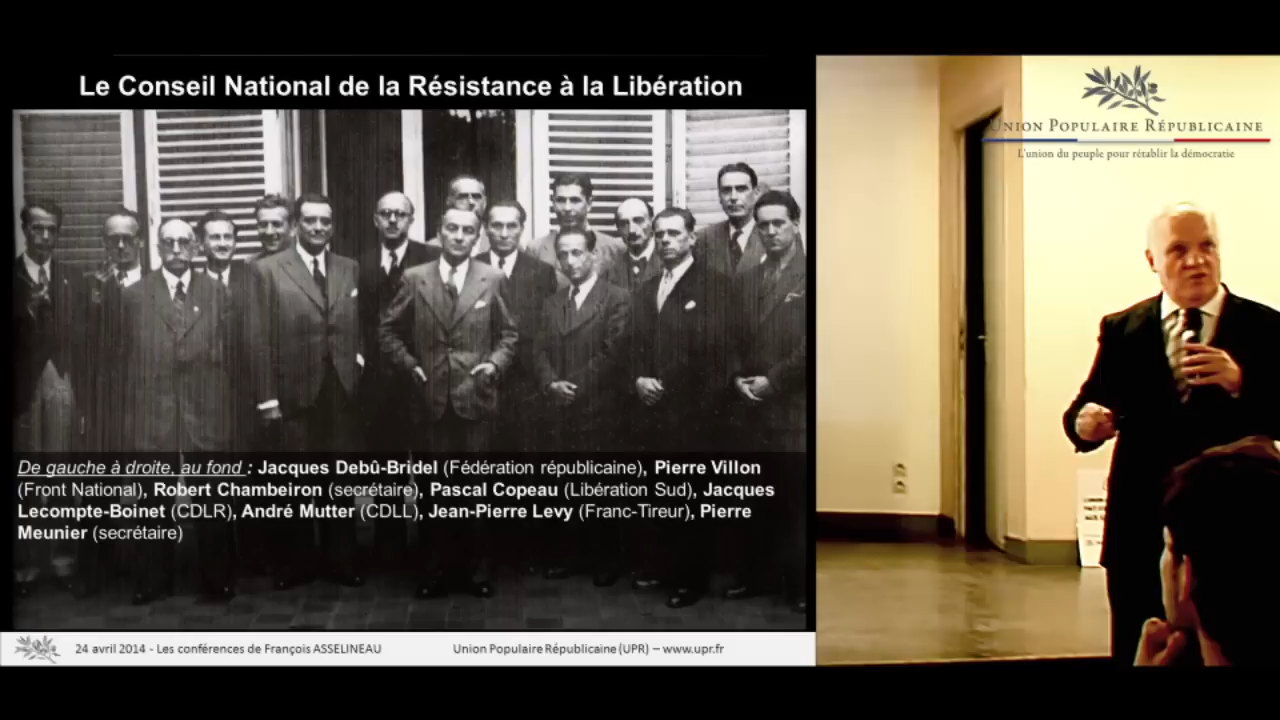 Le Conseil National de la Résistance à la Libération
De gauche à droite, au fond : Jacques Debû-Bridel (Fédération républicaine), Pierre Villon
(Front National), Robert Chambeiron (secrétaire), Pascal Copeau (Libération Sud), Jacques
Lecompte-Boinet (CDLR), André Mutter (CDLL), Jean-Pierre Levy (Franc-Tireur), Pierre
Meunier (secrétaire)
24 avril 2014 - Les conférences de François ASSELINEAU
Union Populaire Républicaine (UPR) – www.upr.fr
UNION POPULAIRE RÉPUBLICAINE
L'union du peuple pour rétablir la démocratie